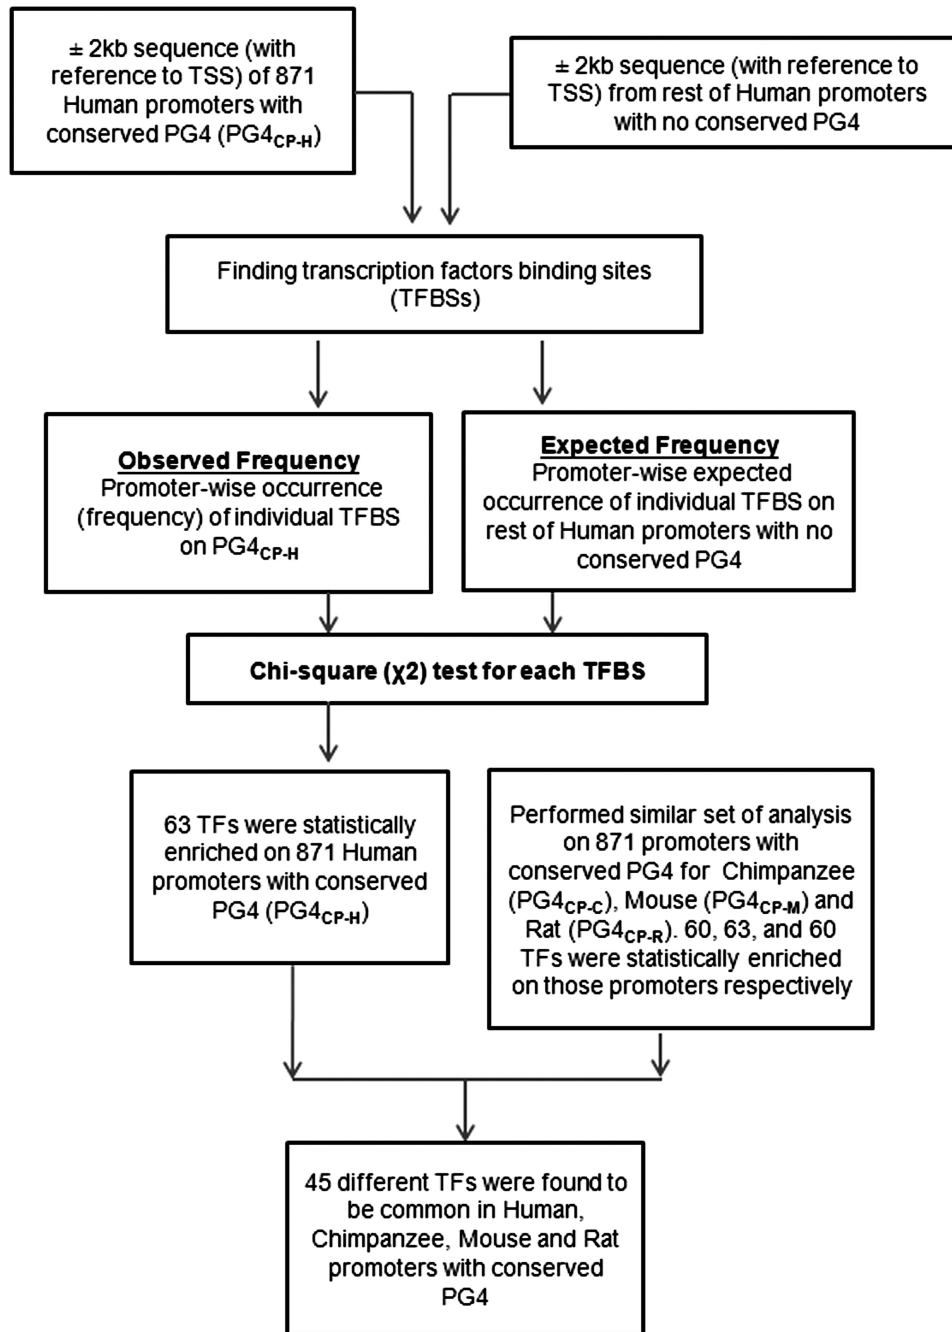 ± 2kb sequence (with
reference to TSS) of 871
Human promoters with
conserved PG4 (PG4CP-H)
± 2kb sequence (with reference to
TSS) from rest of Human promoters
with no conserved PG4
Finding transcription factors binding sites
(TFBSs)
Observed Frequency
Promoter-wise occurrence
(frequency) of individual TFBS
on PG4CP-H
Expected Frequency
Promoter-wise expected
occurrence of individual TFBS on
rest of Human promoters with no
conserved PG4
Chi-square (χ2) test for each TFBS
63 TFs were statistically
enriched on 871 Human
promoters with conserved
PG4 (PG4CP-H)
Performed similar set of analysis
on 871 promoters with
conserved PG4 for Chimpanzee
(PG4CP-C), Mouse (PG4CP-M) and
Rat (PG4CP-R). 60, 63, and 60
TFs were statistically enriched
on those promoters respectively
45 different TFs were found to
be common in Human,
Chimpanzee, Mouse and Rat
promoters with conserved
PG4